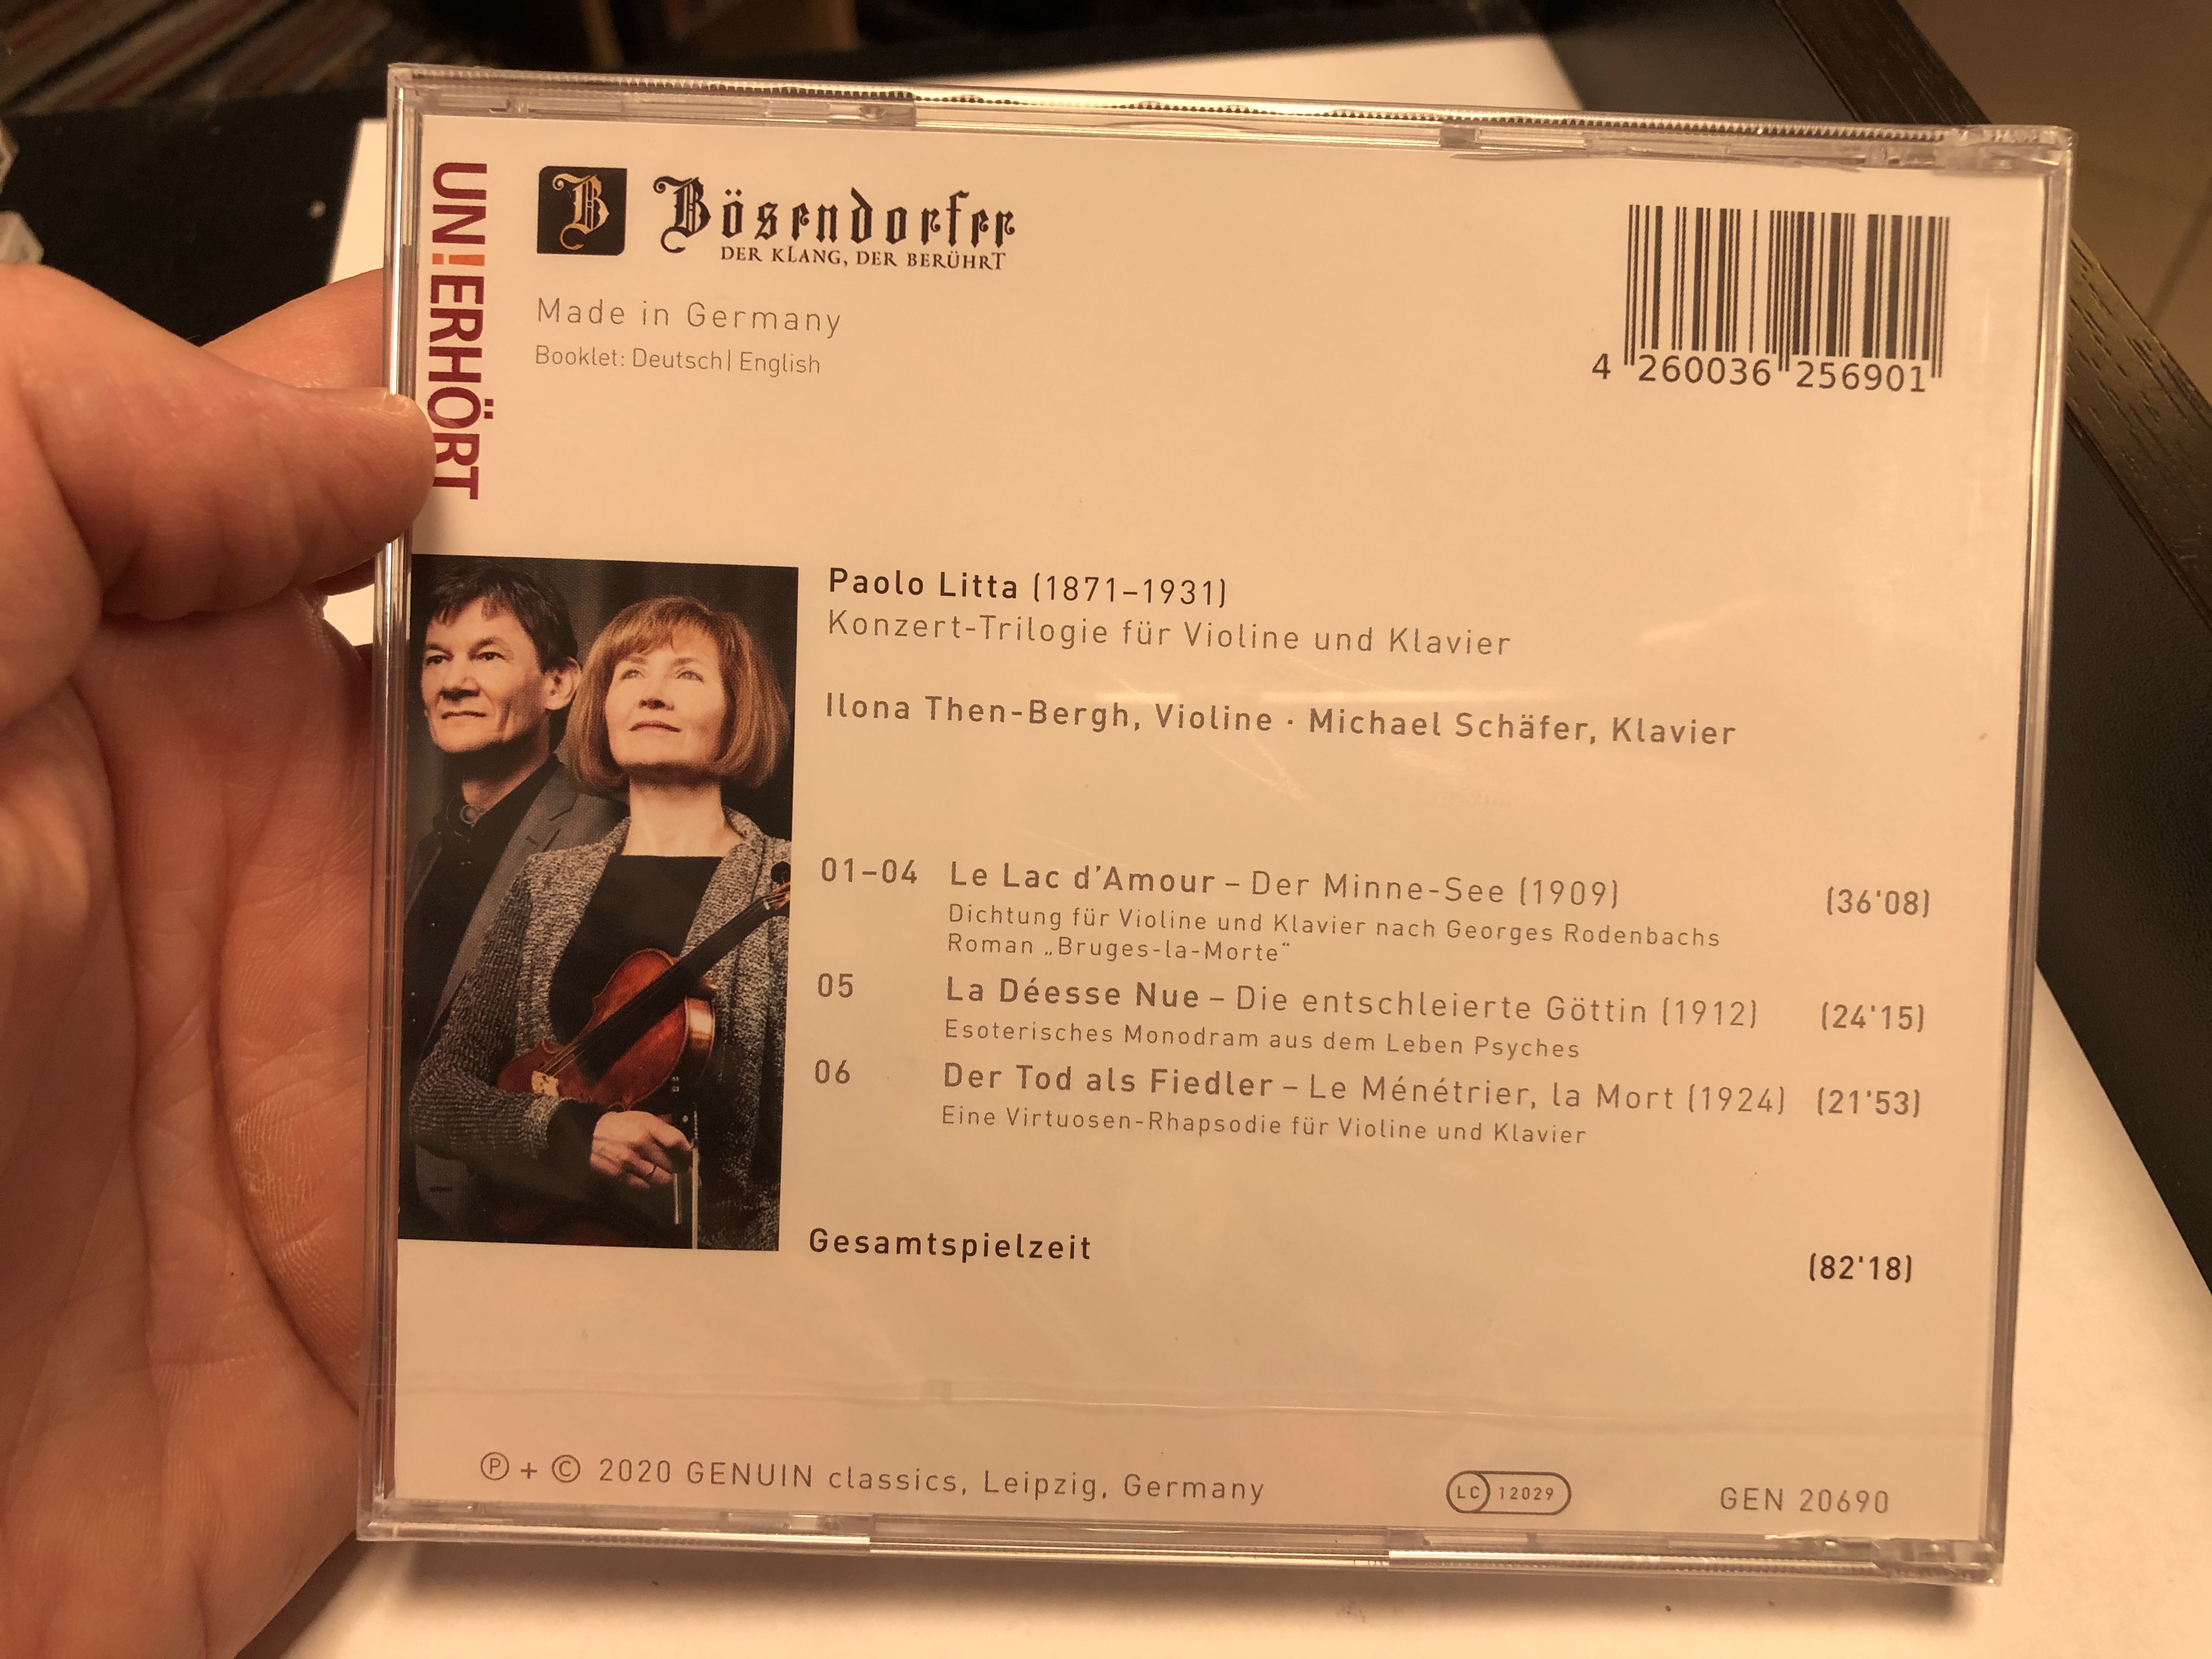 UN!ERHÖRT
B
Bösendorfer
DER KLANG, DER BERÜHRT
Made in Germany
Booklet: Deutsch | English
4 260036 256901
Paolo Litta (1871–1931)
Konzert-Trilogie für Violine und Klavier
Ilona Then-Bergh, Violine · Michael Schäfer, Klavier
01–04 Le Lac d'Amour – Der Minne-See (1909) (36'08)
Dichtung für Violine und Klavier nach Georges Rodenbachs
Roman „Bruges-la-Morte“
05 La Déesse Nue – Die entschleierte Göttin (1912) (24'15)
Esoterisches Monodram aus dem Leben Psyches
06 Der Tod als Fiedler – Le Ménétrier, la Mort (1924) (21'53)
Eine Virtuosen-Rhapsodie für Violine und Klavier
Gesamtspielzeit (82'18)
Ⓟ + © 2020 GENUIN classics, Leipzig, Germany
LC 12029
GEN 20690